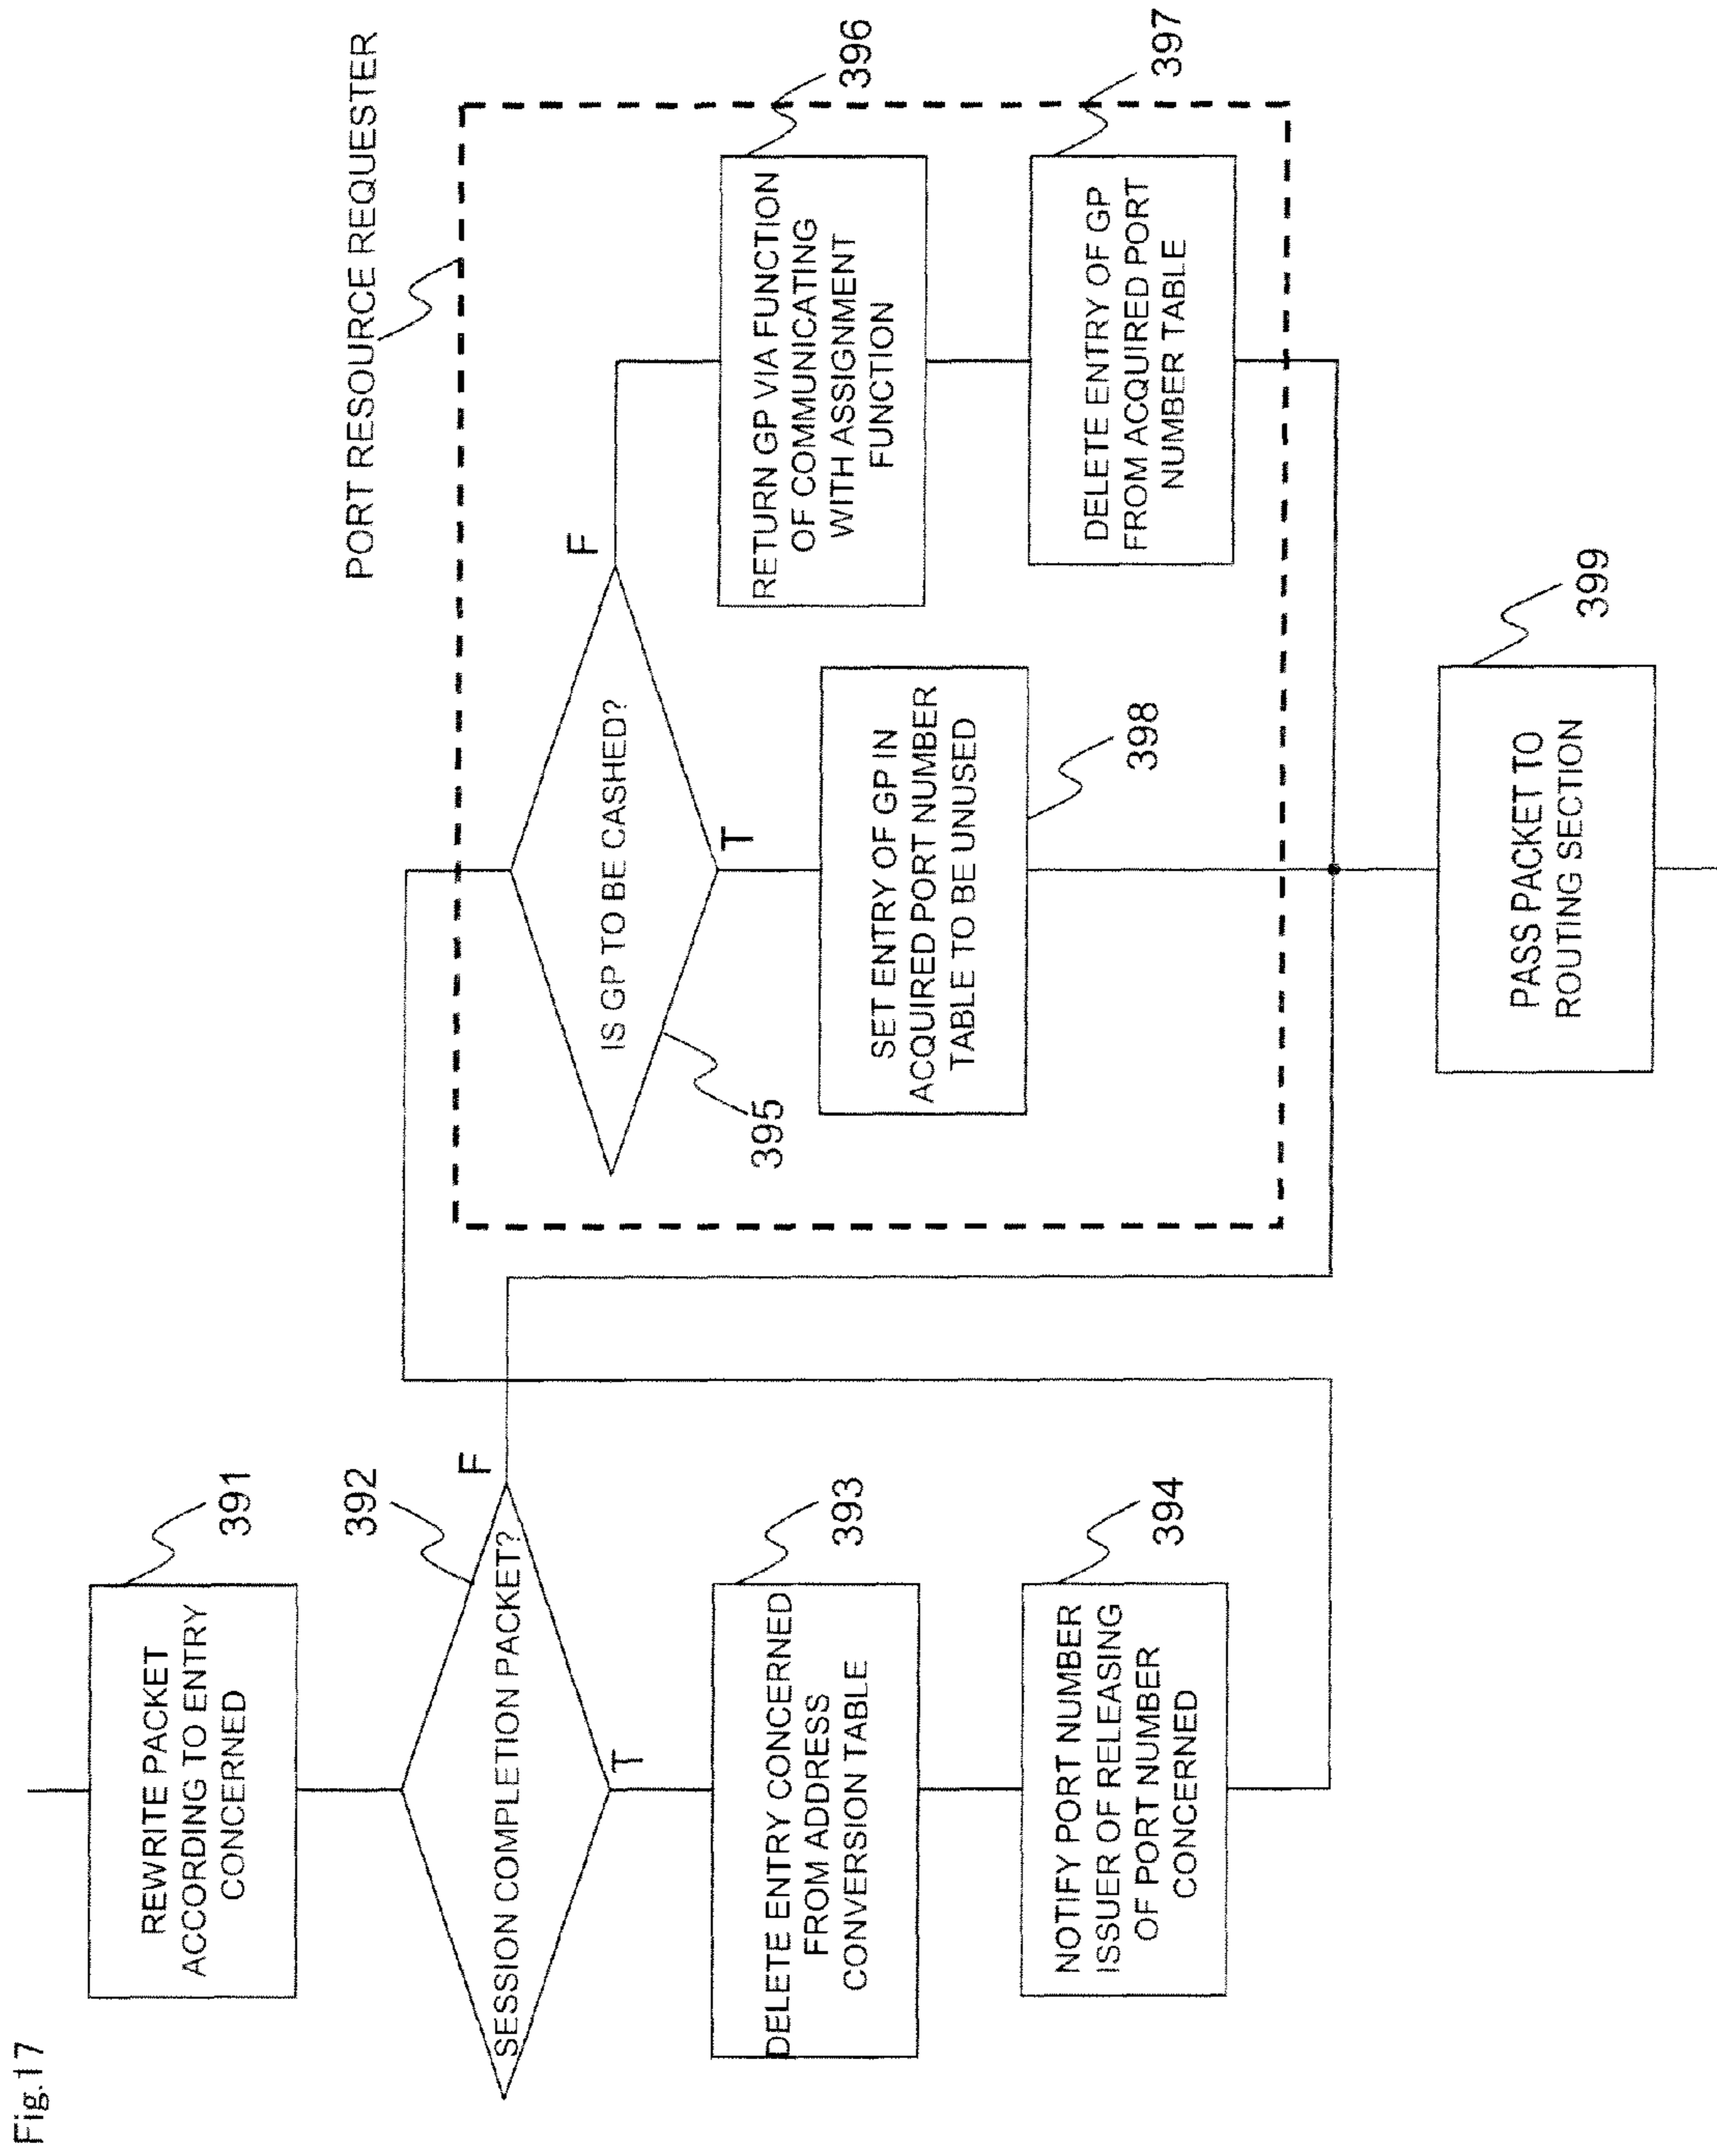 Fig.17
REWRITE PACKET
ACCORDING TO ENTRY
CONCERNED
391
SESSION COMPLETION PACKET?
392
F
T
DELETE ENTRY CONCERNED
FROM ADDRESS
CONVERSION TABLE
393
NOTIFY PORT NUMBER
ISSUER OF RELEASING
OF PORT NUMBER
CONCERNED
394
PORT RESOURCE REQUESTER
IS GP TO BE CASHED?
395
F
T
RETURN GP VIA FUNCTION
OF COMMUNICATING
WITH ASSIGNMENT
FUNCTION
396
DELETE ENTRY OF GP
FROM ACQUIRED PORT
NUMBER TABLE
397
SET ENTRY OF GP IN
ACQUIRED PORT NUMBER
TABLE TO BE UNUSED
398
PASS PACKET TO
ROUTING SECTION
399